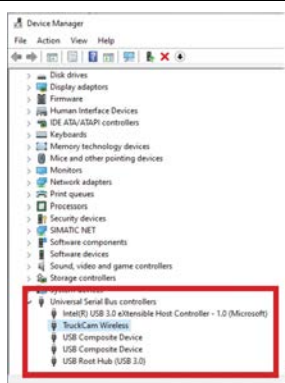 Device Manager
File Action View Help
Disk drives
Display adaptors
Firmware
Human Interface Devices
IDE ATA/ATAPI controllers
Keyboards
Memory technology devices
Mice and other pointing devices
Monitors
Network adapters
Print queues
Processors
Security devices
SIMATIC NET
Software components
Software devices
Sound, video and game controllers
Storage controllers
Universal Serial Bus controllers
Intel(R) USB 3.0 eXtensible Host Controller - 1.0 (Microsoft)
TruckCam Wireless
USB Composite Device
USB Composite Device
USB Root Hub (USB 3.0)